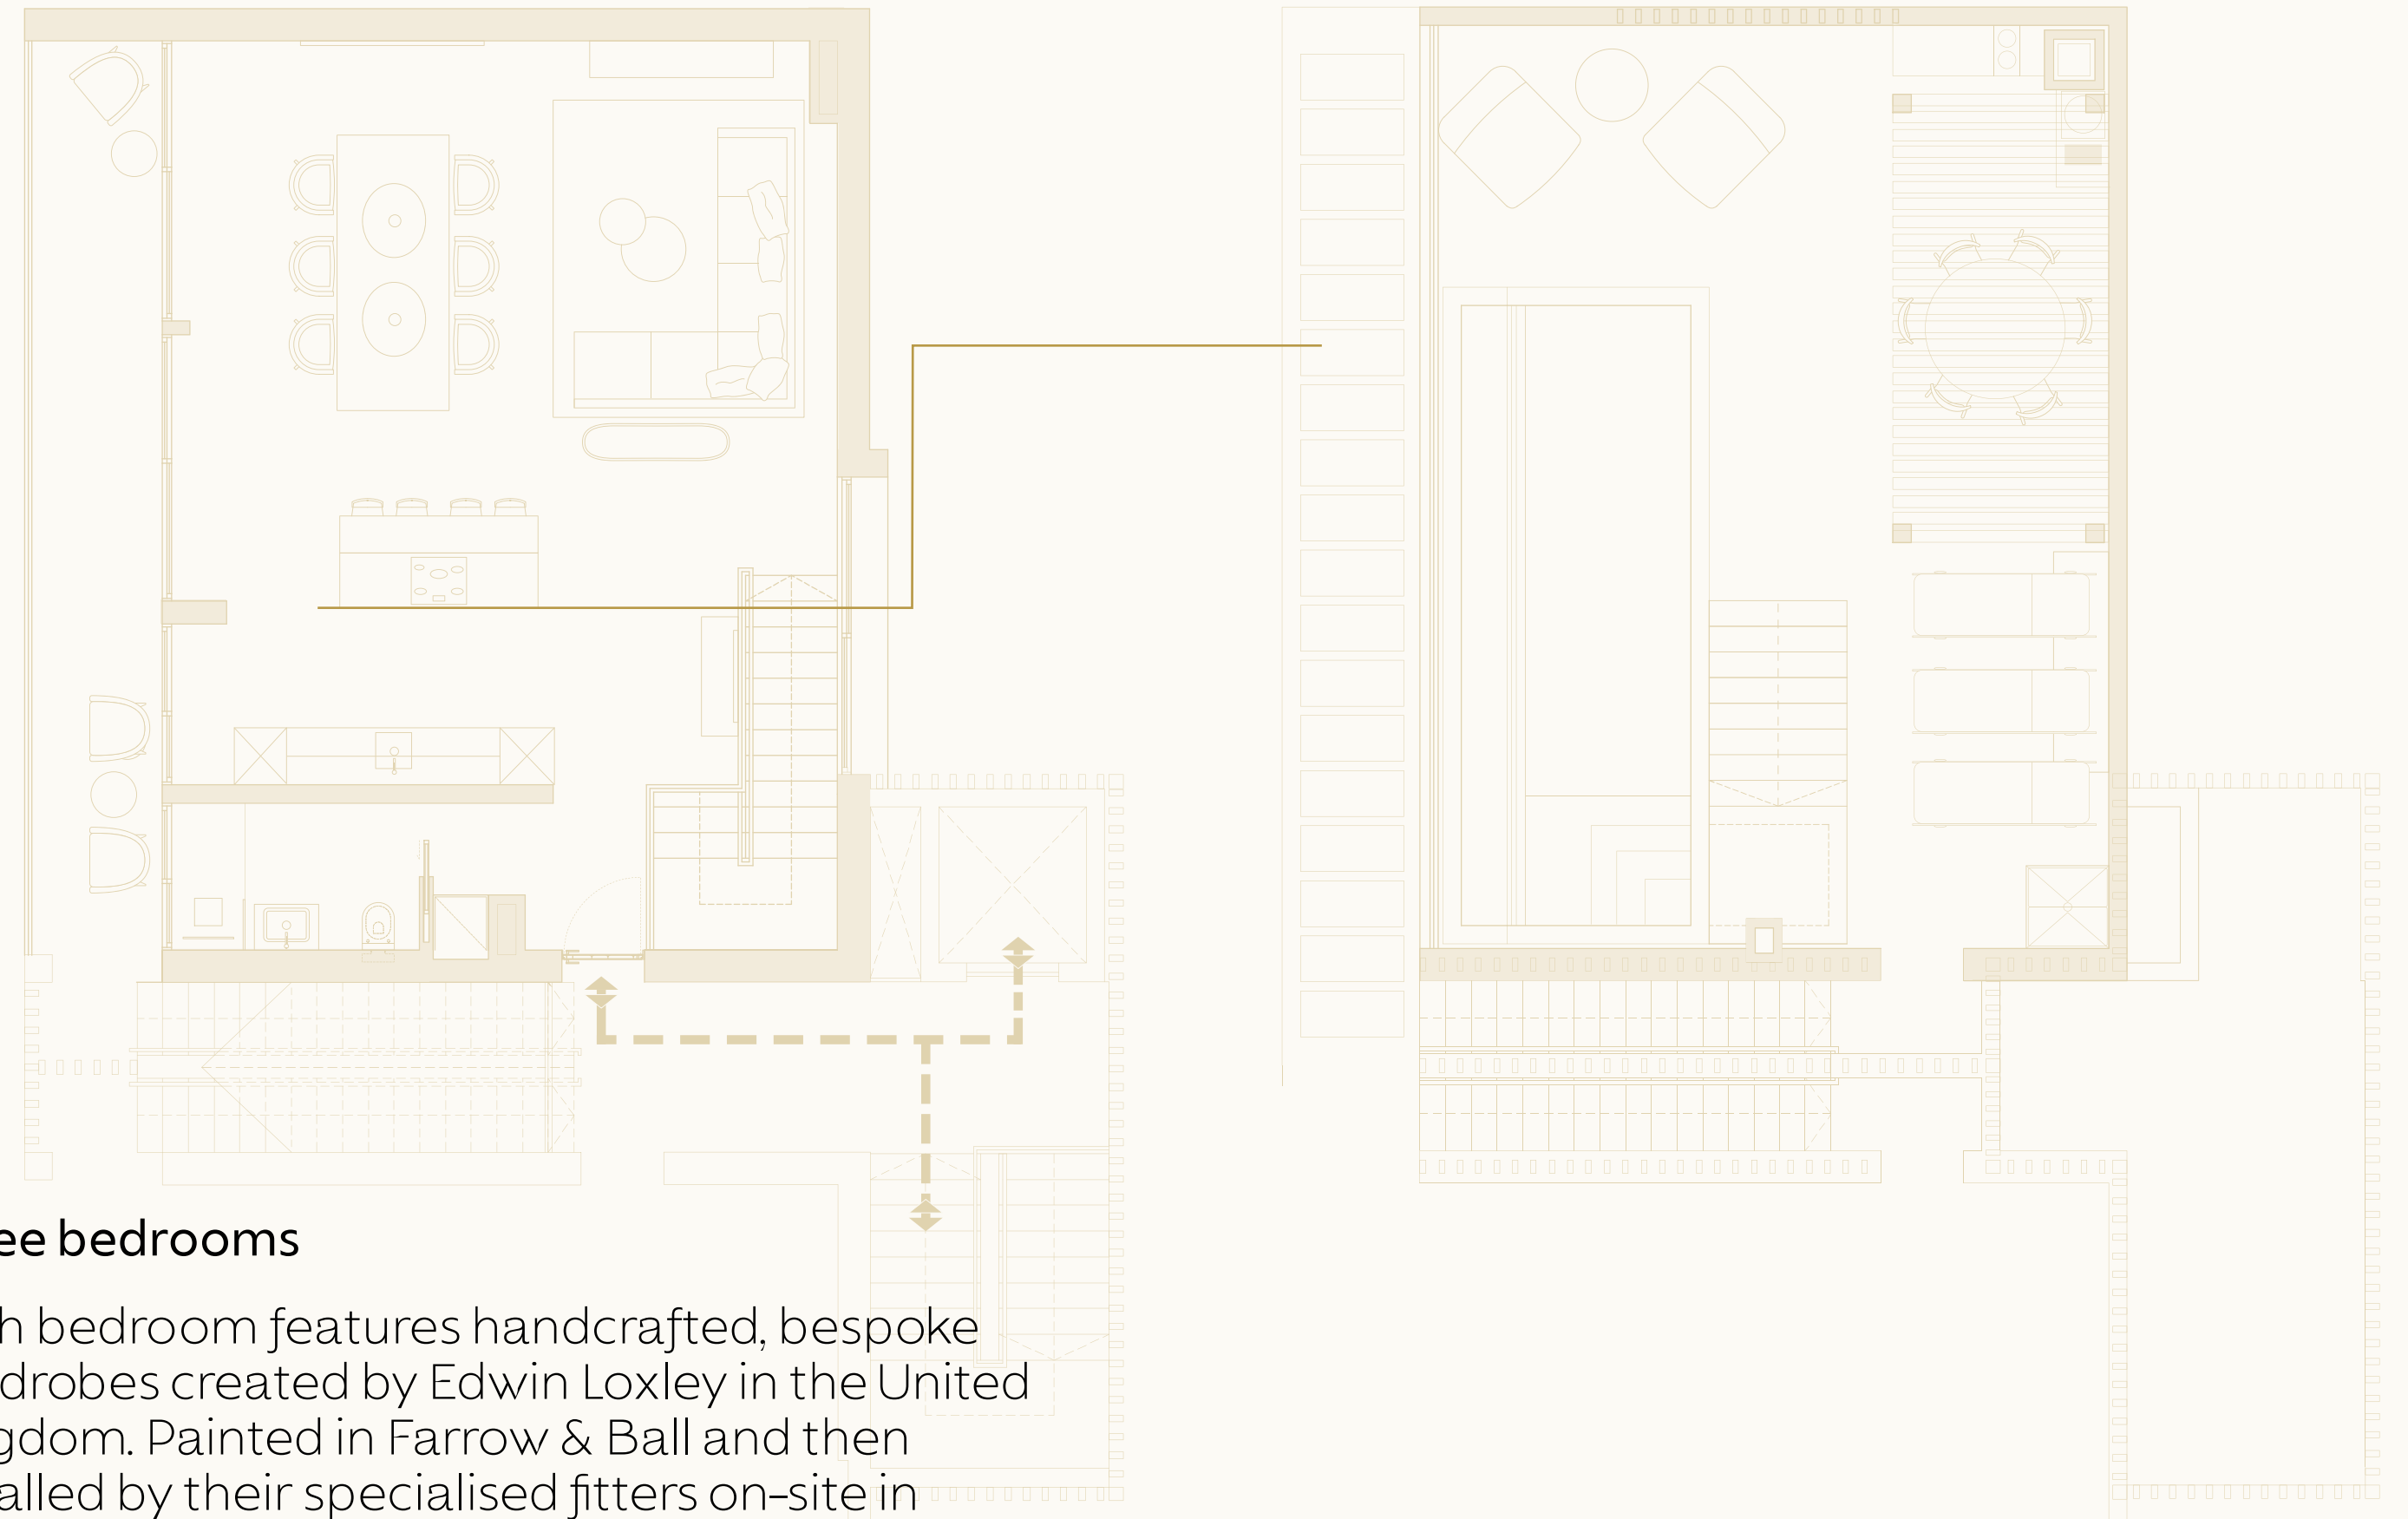 ee bedrooms
h bedroom features handcrafted, bespoke
drobes created by Edwin Loxley in the United
gdom. Painted in Farrow & Ball and then
alled by their specialised fitters on-site in